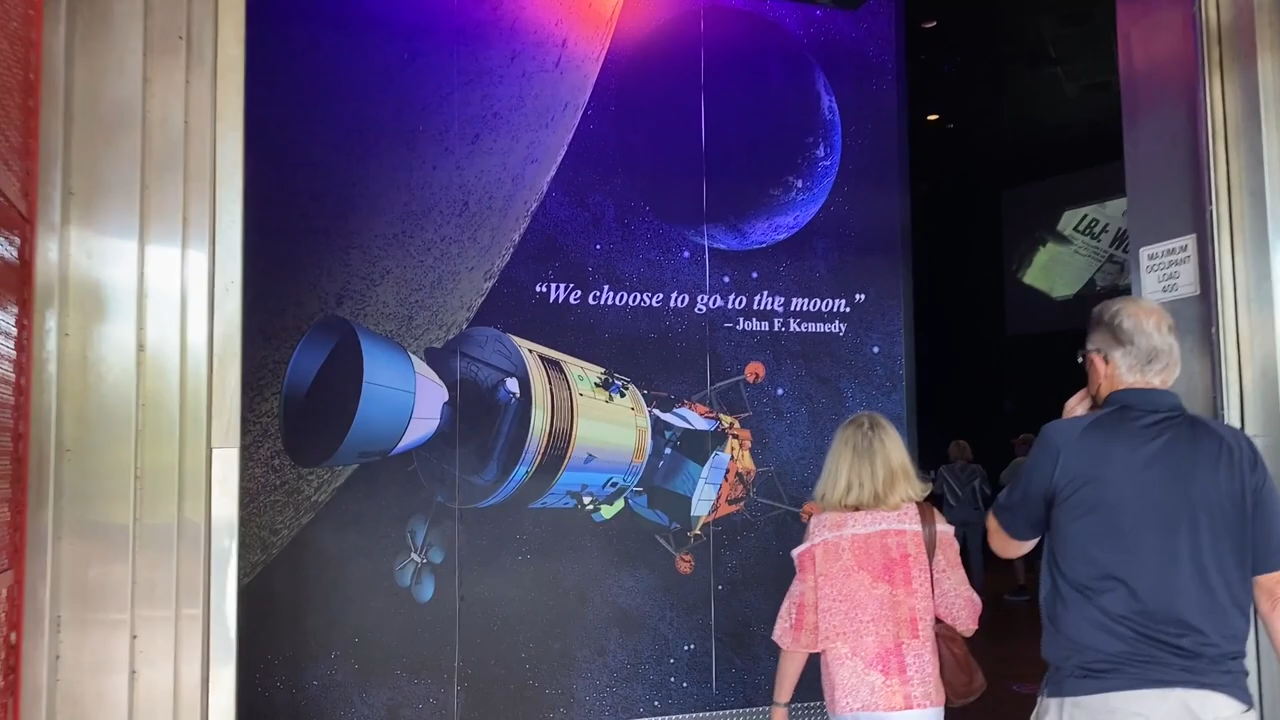 “We choose to go to the moon.”
– John F. Kennedy
LBJ: W
MAXIMUM
OCCUPANT
LOAD
400